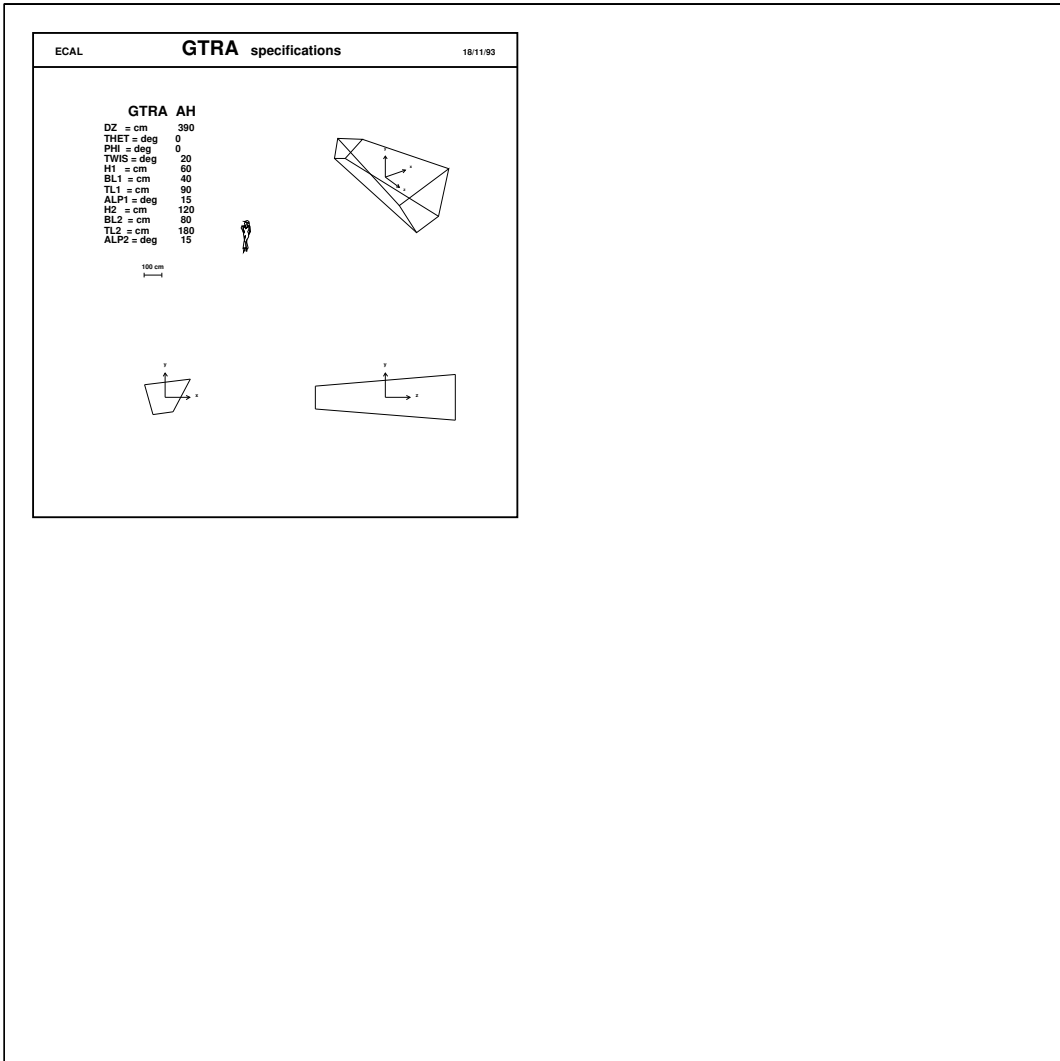 ECAL GTRA specifications 18/11/93
GTRA AH
DZ = cm 390
THET = deg 0
PHI = deg 0
TWIS = deg 20
H1 = cm 60
BL1 = cm 40
TL1 = cm 90
ALP1 = deg 15
H2 = cm 120
BL2 = cm 80
TL2 = cm 180
ALP2 = deg 15
100 cm
y
x
z
y
x
y
z